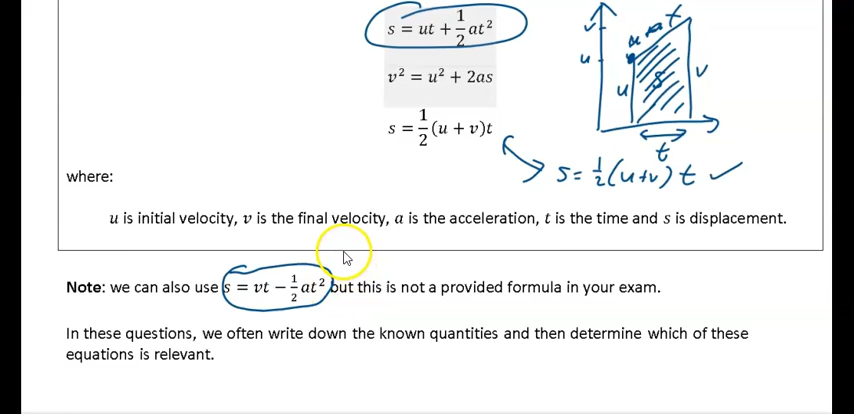 s = ut + 1/2 at²
v² = u² + 2as
s = 1/2 (u + v)t
v
u
u
s
v
t
s = 1/2 (u+v) t ✓
where:
u is initial velocity, v is the final velocity, a is the acceleration, t is the time and s is displacement.
Note: we can also use s = vt − 1/2 at² but this is not a provided formula in your exam.
In these questions, we often write down the known quantities and then determine which of these
equations is relevant.